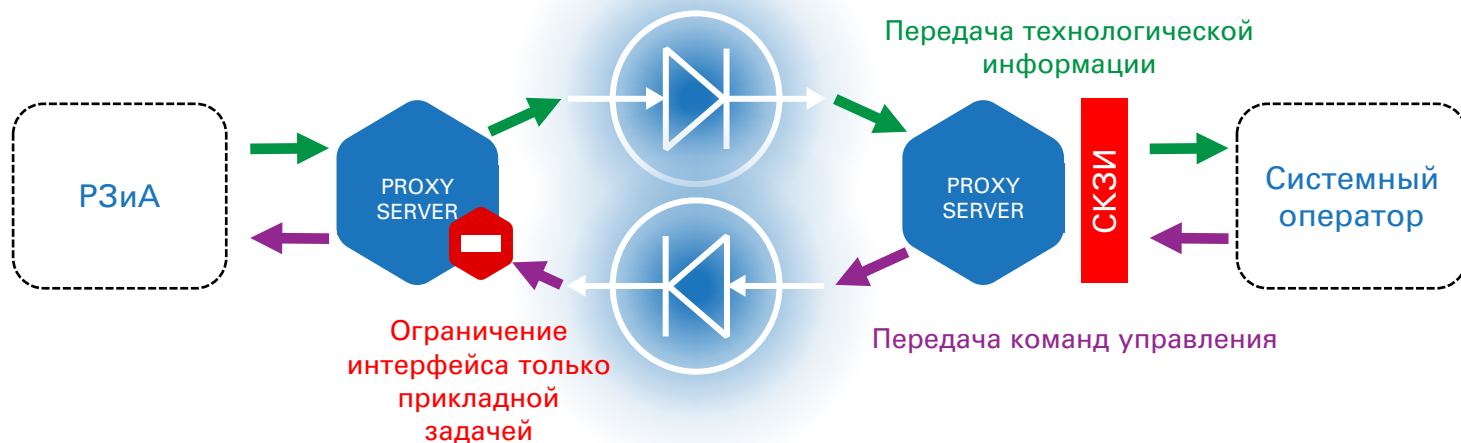 Передача технологической
информации
РЗиА
PROXY
SERVER
PROXY
SERVER
СКЗИ
Системный
оператор
Ограничение
интерфейса только
прикладной
задачей
Передача команд управления